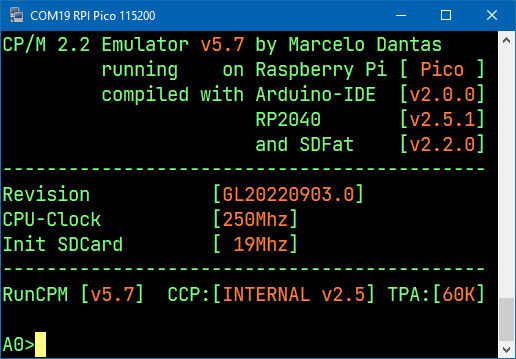 COM19 RPI Pico 115200
CP/M 2.2 Emulator v5.7 by Marcelo Dantas
running on Raspberry Pi [ Pico ]
compiled with Arduino-IDE [v2.0.0]
RP2040 [v2.5.1]
and SDFat [v2.2.0]
-------------------------------------------
Revision [GL20220903.0]
CPU-Clock [250Mhz]
Init SDCard [ 19Mhz]
-------------------------------------------
RunCPM [v5.7] CCP:[INTERNAL v2.5] TPA:[60K]
A0>